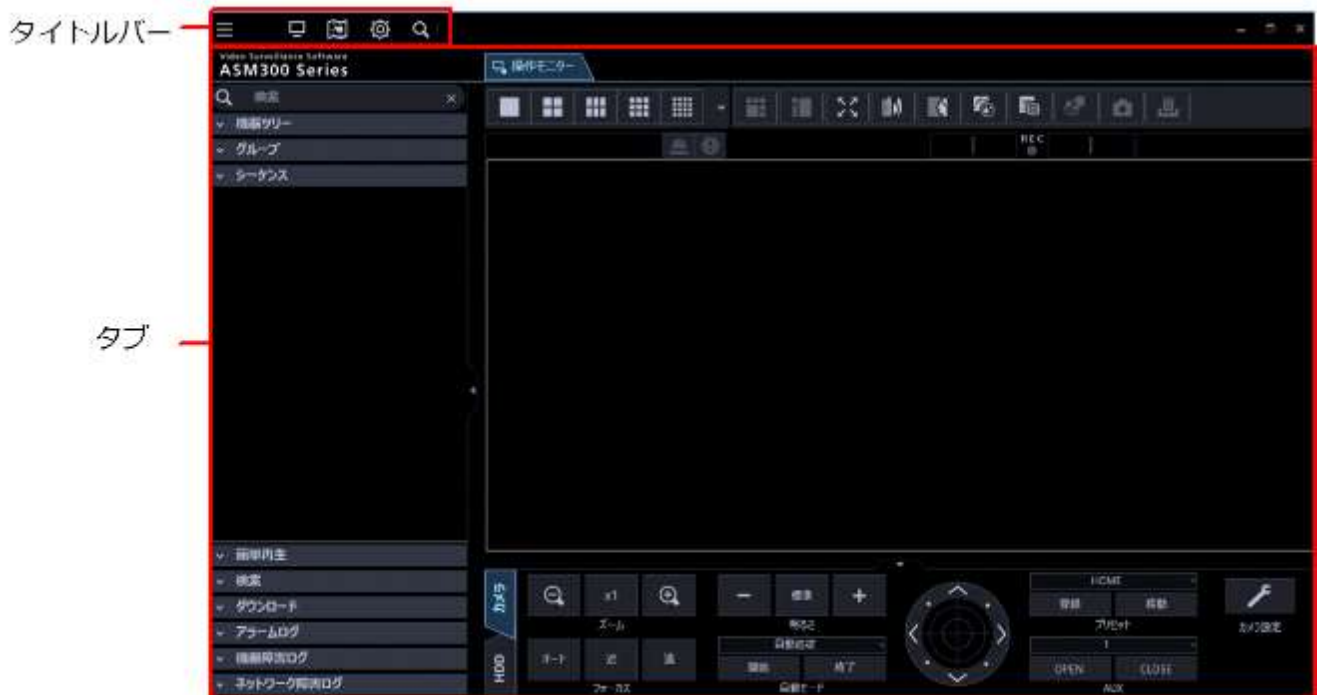 タイトルバー
Video Surveillance Software
ASM300 Series
操作モニター
検索
機器ツリー
グループ
シーケンス
REC
タブ
簡単再生
検索
ダウンロード
アラームログ
機器障害ログ
ネットワーク障害ログ
カメラ
HDD
x1
ズーム
オート
近
遠
フォーカス
標準
明るさ
自動追尾
開始
終了
自動モード
HOME
登録
移動
プリセット
1
OPEN
CLOSE
AUX
カメラ設定